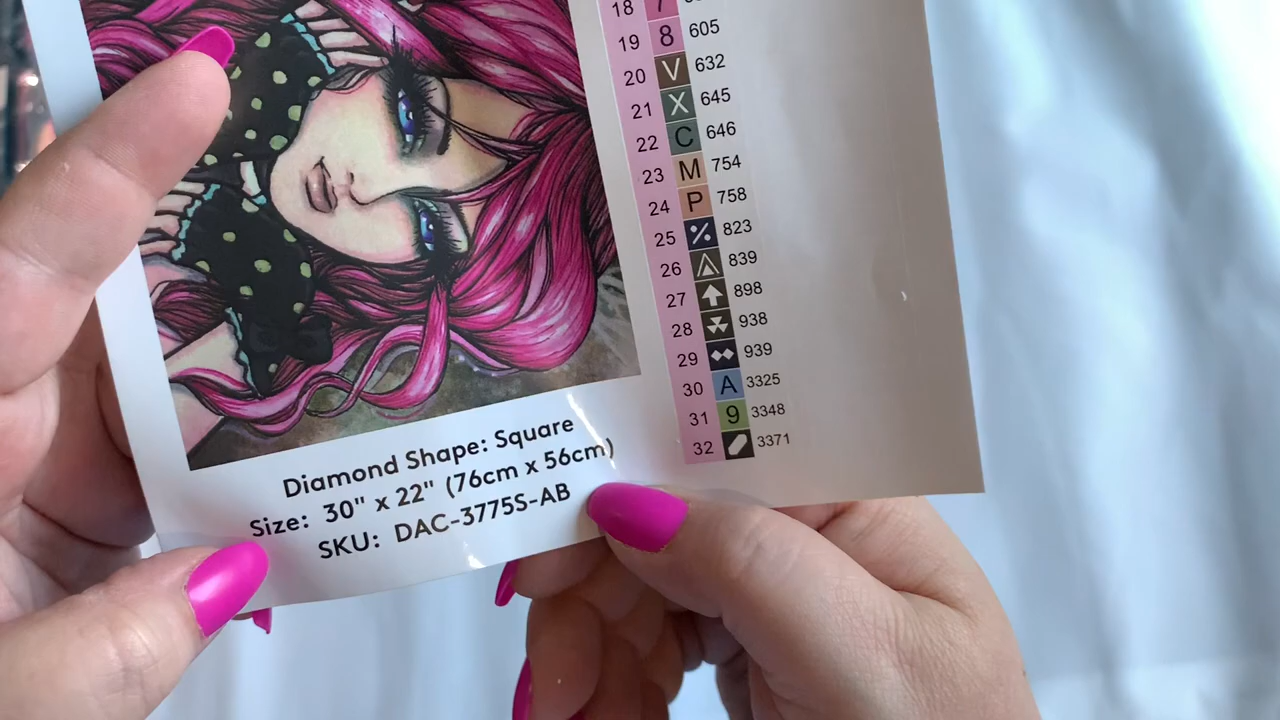 18 7
19 8 605
20 V 632
21 X 645
22 C 646
23 M 754
24 P 758
25 823
26 839
27 898
28 938
29 939
30 A 3325
31 9 3348
32 3371
Diamond Shape: Square
Size: 30" x 22" (76cm x 56cm)
SKU: DAC-3775S-AB